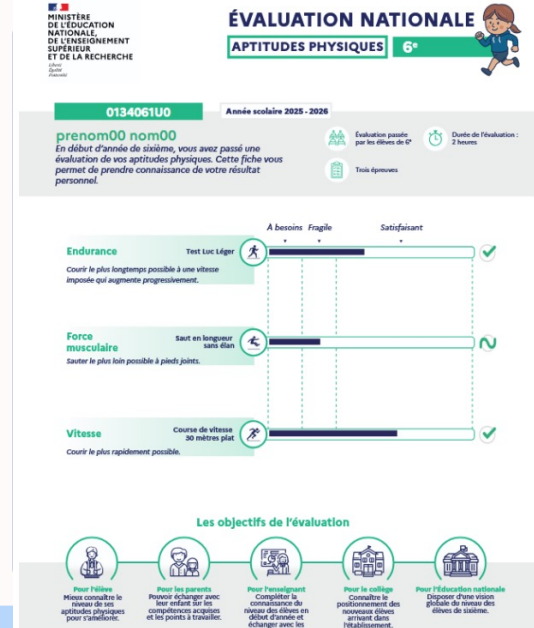 MINISTÈRE
DE L'ÉDUCATION
NATIONALE,
DE L'ENSEIGNEMENT
SUPÉRIEUR
ET DE LA RECHERCHE
Liberté
Égalité
Fraternité
ÉVALUATION NATIONALE
APTITUDES PHYSIQUES 6e
0134061U0
Année scolaire 2025 - 2026
prenom00 nom00
En début d'année de sixième, vous avez passé une
évaluation de vos aptitudes physiques. Cette fiche vous
permet de prendre connaissance de votre résultat
personnel.
Évaluation passée
par les élèves de 6e
Durée de l'évaluation :
2 heures
Trois épreuves
À besoins Fragile Satisfaisant
Endurance
Test Luc Léger
Courir le plus longtemps possible à une vitesse
imposée qui augmente progressivement.
Force
musculaire
Saut en longueur
sans élan
Sauter le plus loin possible à pieds joints.
Vitesse
Course de vitesse
30 mètres plat
Courir le plus rapidement possible.
Les objectifs de l'évaluation
Pour l'élève
Mieux connaître le
niveau de ses
aptitudes physiques
pour s'améliorer.
Pour les parents
Pouvoir échanger avec
leur enfant sur les
compétences acquises
et les points à travailler.
Pour l'enseignant
Compléter la
connaissance du
niveau des élèves en
début d'année et
échanger avec les
Pour le collège
Connaître le
positionnement des
nouveaux élèves
arrivant dans
l'établissement.
Pour l'Éducation nationale
Disposer d'une vision
globale du niveau des
élèves de sixième.